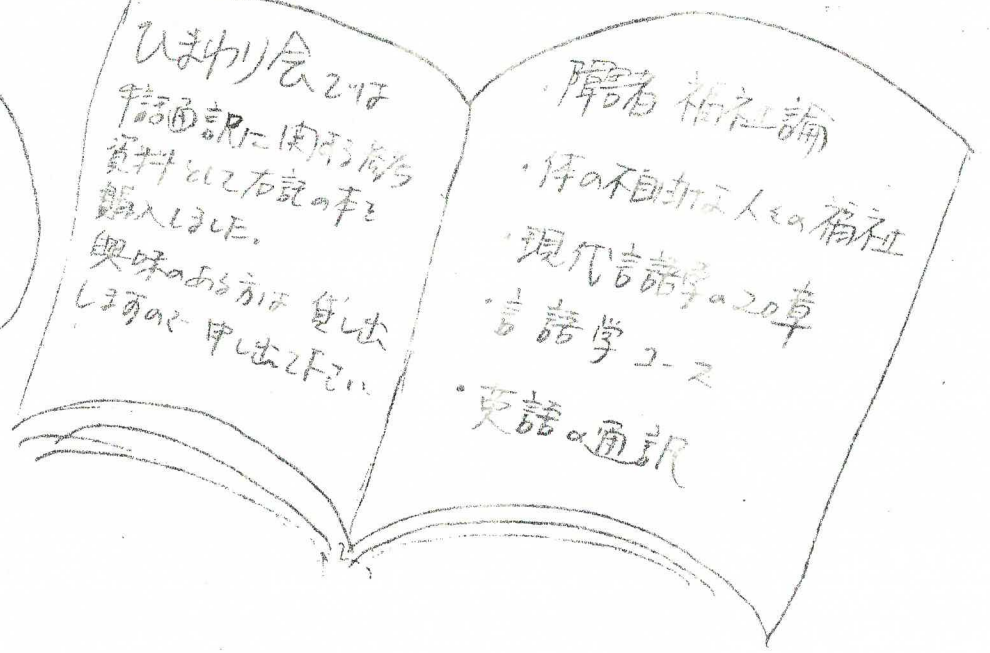 ひまわり会では
手話通訳に関する
資料として右記の本を
購入しました。
興味のある方は 貸し出
しますので 申し出て下さい
・障害者 福祉論
・体の不自由な人々の福祉
・現代言語学の20章
・言語学コース
・英語の通訳